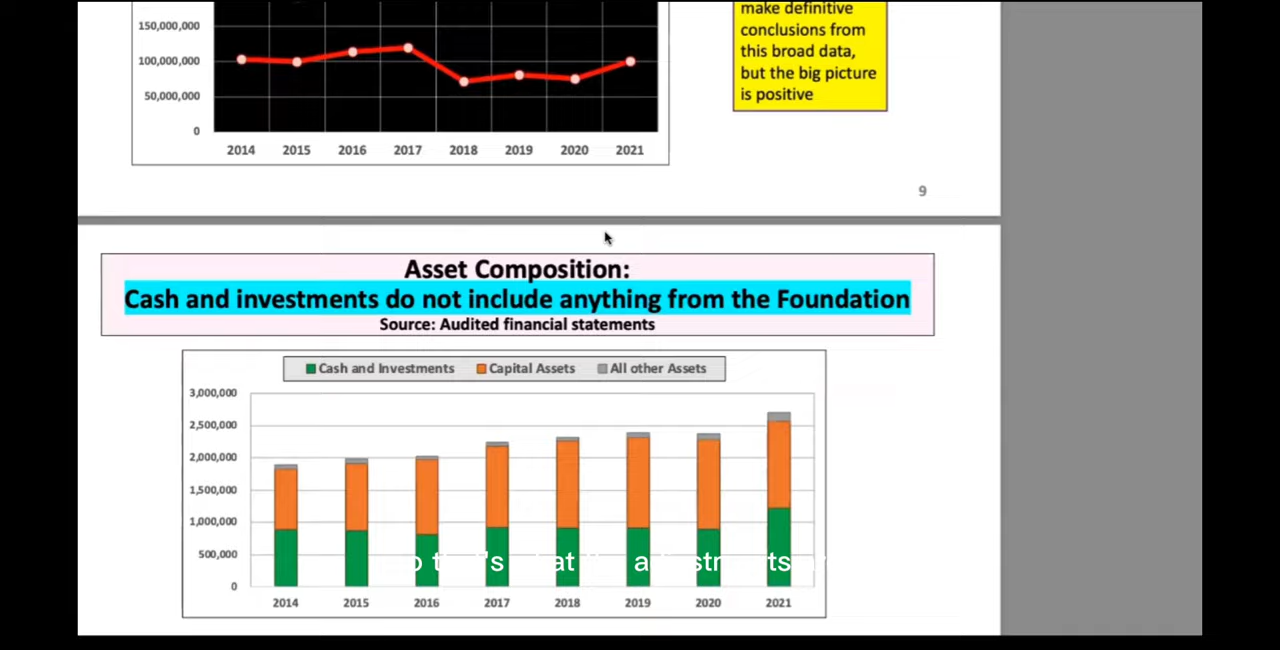 make definitive
conclusions from
this broad data,
but the big picture
is positive
150,000,000
100,000,000
50,000,000
0
2014 2015 2016 2017 2018 2019 2020 2021
9
Asset Composition:
Cash and investments do not include anything from the Foundation
Source: Audited financial statements
Cash and Investments Capital Assets All other Assets
3,000,000
2,500,000
2,000,000
1,500,000
1,000,000
500,000
0
2014 2015 2016 2017 2018 2019 2020 2021